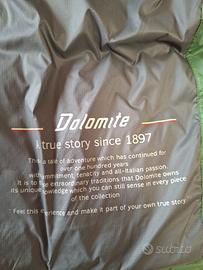 Dolomite
A true story since 1897
This is a tale of adventure which has continued for
over one hundred years
with commitment, tenacity and all-Italian passion.
It is to the extraordinary traditions that Dolomite owns
its unique knowledge which you can still sense in every piece
of the collection
"Feel this experience and make it part of your own true story"
subito